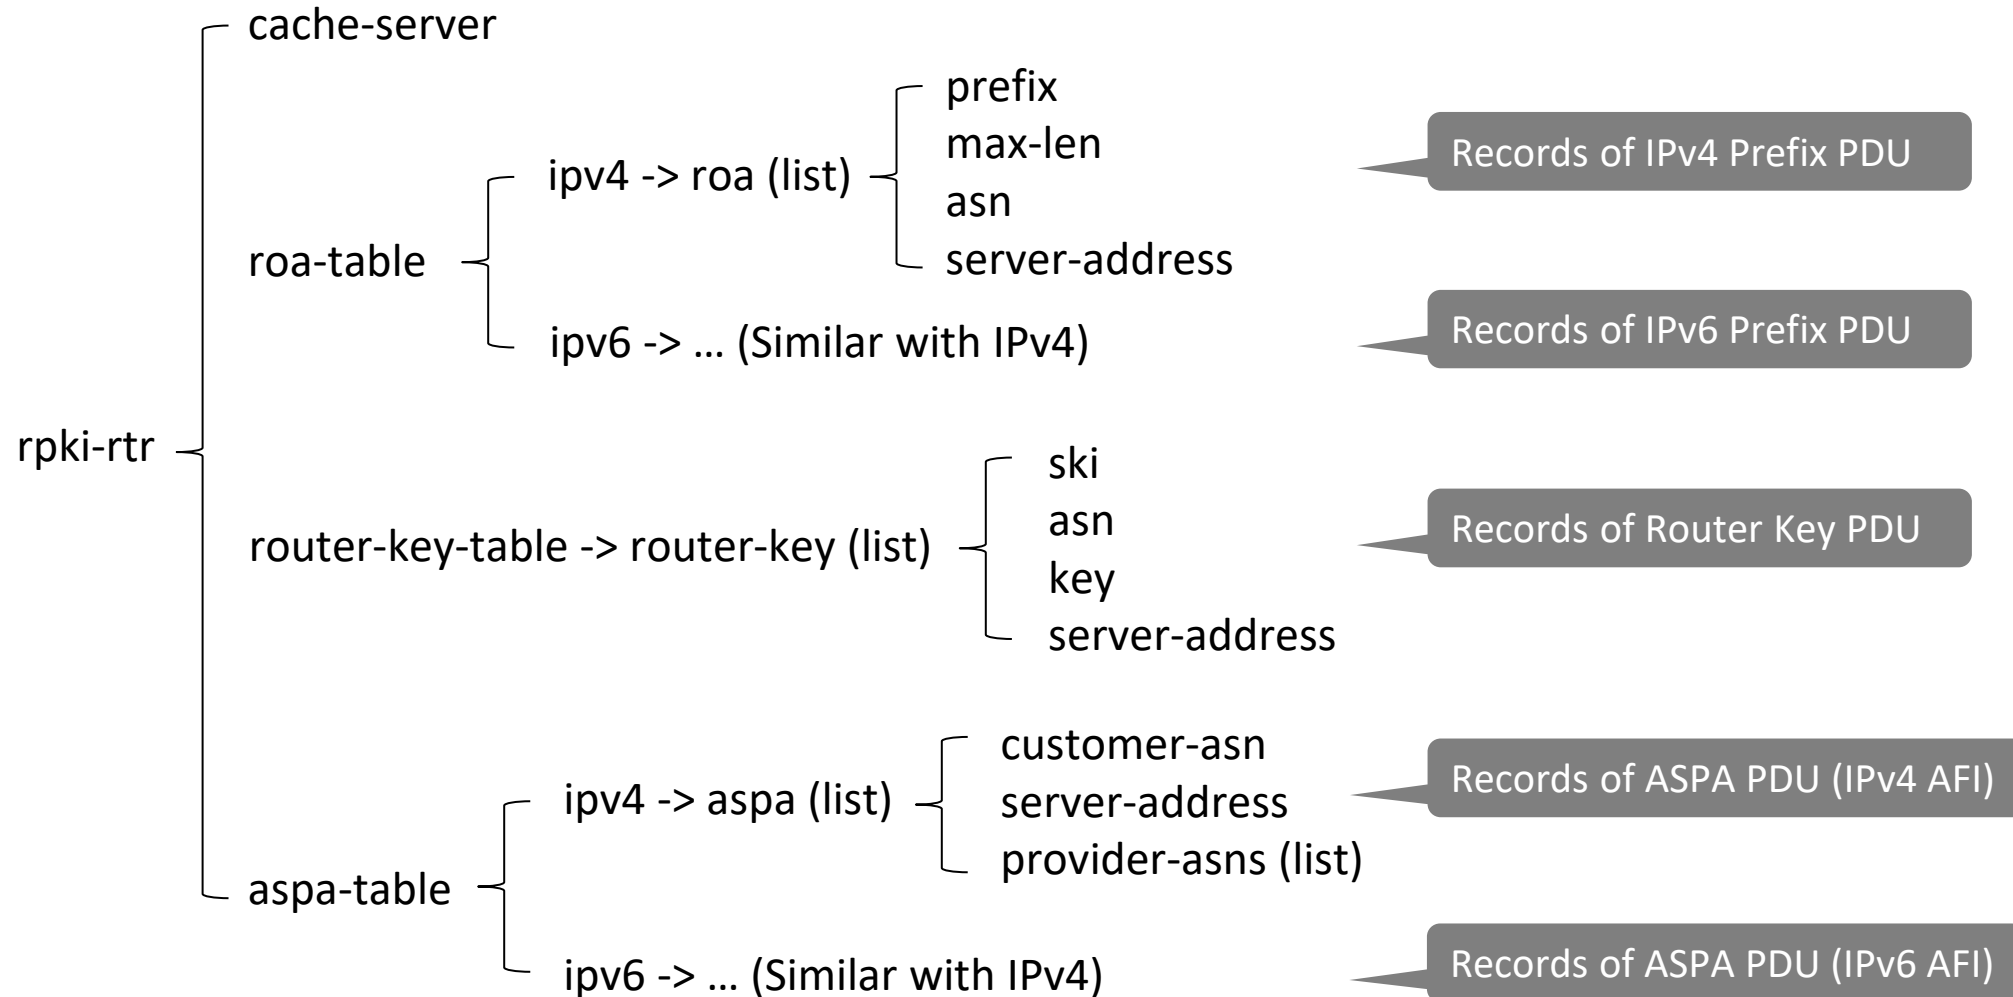 cache-server
prefix
max-len
Records of IPv4 Prefix PDU
ipv4 -> roa (list)
asn
roa-table
server-address
ipv6 -> ... (Similar with IPv4)
Records of IPv6 Prefix PDU
rpki-rtr
ski
asn
Records of Router Key PDU
router-key-table -> router-key (list)
key
server-address
customer-asn
Records of ASPA PDU (IPv4 AFI)
ipv4 -> aspa (list)
server-address
provider-asns (list)
aspa-table
ipv6 -> ... (Similar with IPv4)
Records of ASPA PDU (IPv6 AFI)